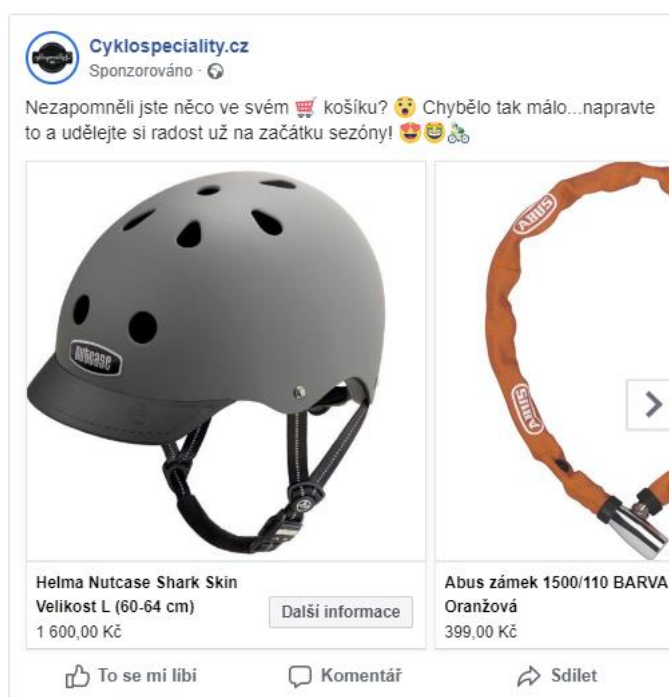 Cyklospeciality.cz
Sponzorováno ·
Nezapomněli jste něco ve svém 🛒 košíku? 😯 Chybělo tak málo...napravte
to a udělejte si radost už na začátku sezóny! 😍😄🚴
nutcase
ABUS
ABUS
Helma Nutcase Shark Skin
Velikost L (60-64 cm)
1 600,00 Kč
Další informace
Abus zámek 1500/110 BARVA
Oranžová
399,00 Kč
To se mi líbí
Komentář
Sdílet